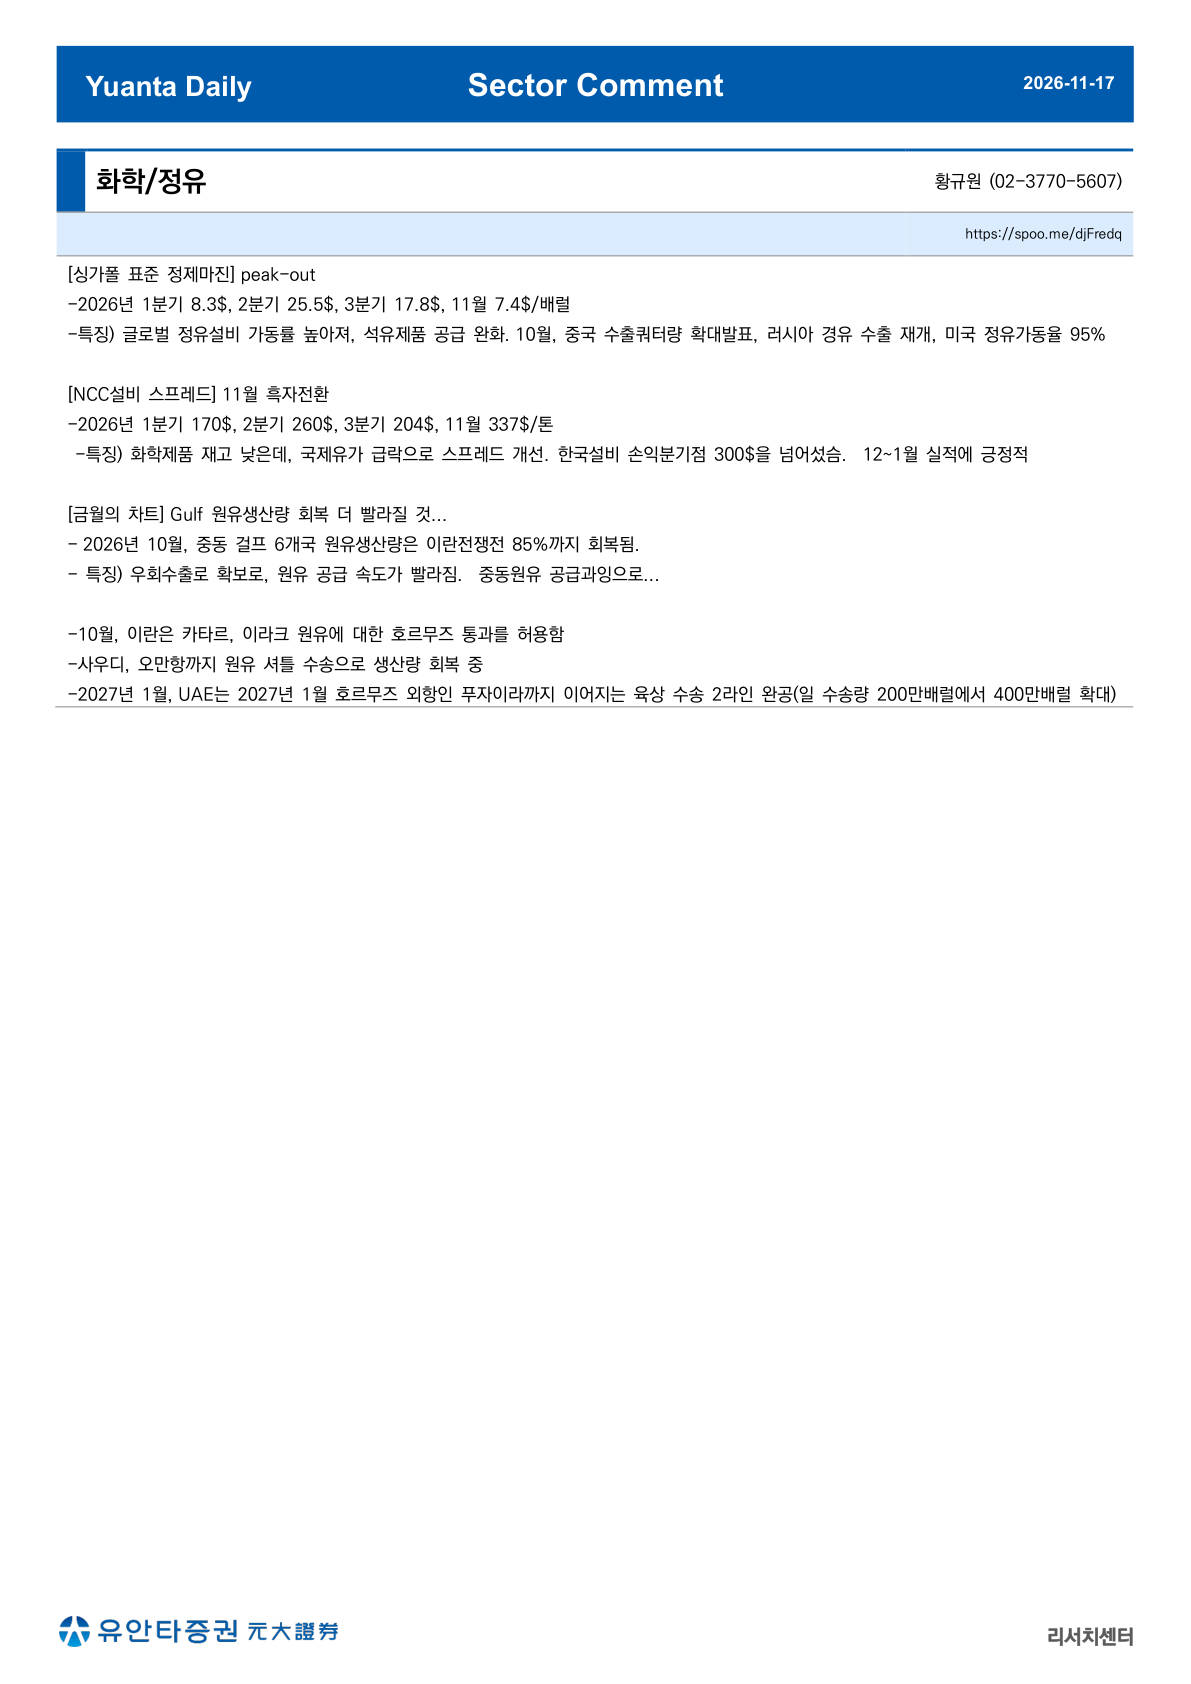 Yuanta Daily
Sector Comment
2026-11-17
화학/정유
황규원 (02-3770-5607)
https://spoo.me/djFredq
[싱가폴 표준 정제마진] peak-out
-2026년 1분기 8.3$, 2분기 25.5$, 3분기 17.8$, 11월 7.4$/배럴
-특징) 글로벌 정유설비 가동률 높아져, 석유제품 공급 완화. 10월, 중국 수출쿼터량 확대발표, 러시아 경유 수출 재개, 미국 정유가동율 95%
[NCC설비 스프레드] 11월 흑자전환
-2026년 1분기 170$, 2분기 260$, 3분기 204$, 11월 337$/톤
-특징) 화학제품 재고 낮은데, 국제유가 급락으로 스프레드 개선. 한국설비 손익분기점 300$을 넘어섰슴. 12~1월 실적에 긍정적
[금월의 차트] Gulf 원유생산량 회복 더 빨라질 것...
- 2026년 10월, 중동 걸프 6개국 원유생산량은 이란전쟁전 85%까지 회복됨.
- 특징) 우회수출로 확보로, 원유 공급 속도가 빨라짐. 중동원유 공급과잉으로...
-10월, 이란은 카타르, 이라크 원유에 대한 호르무즈 통과를 허용함
-사우디, 오만항까지 원유 셔틀 수송으로 생산량 회복 중
-2027년 1월, UAE는 2027년 1월 호르무즈 외항인 푸자이라까지 이어지는 육상 수송 2라인 완공(일 수송량 200만배럴에서 400만배럴 확대)
유안타증권 元大證券
리서치센터